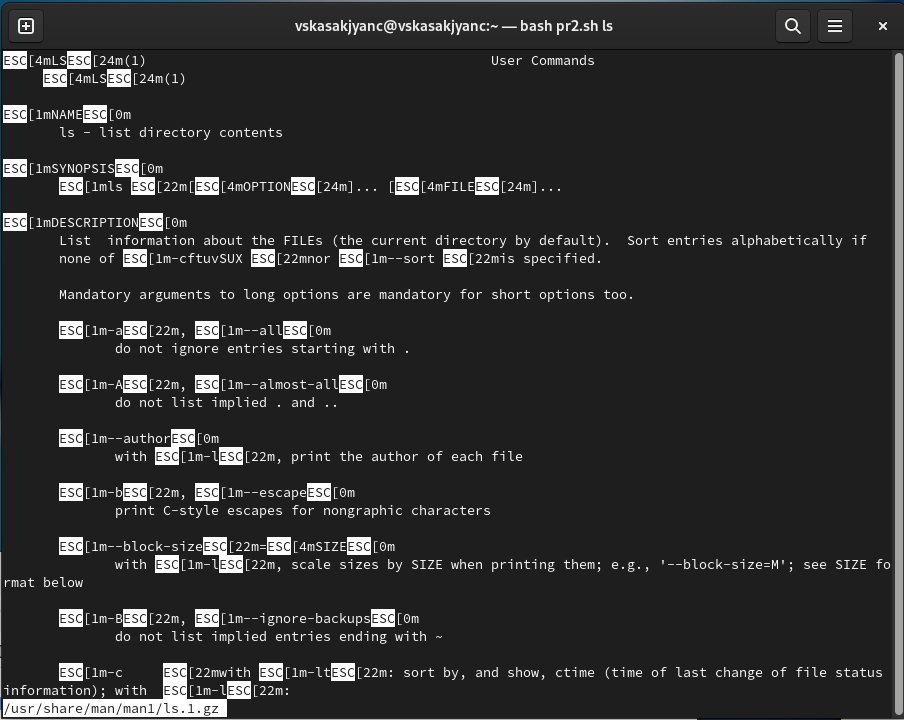 vskasakjyanc@vskasakjyanc:~ — bash pr2.sh ls
ESC[4mLSESC[24m(1) User Commands
ESC[4mLSESC[24m(1)
ESC[1mNAMEESC[0m
ls - list directory contents
ESC[1mSYNOPSISESC[0m
ESC[1mls ESC[22m[ESC[4mOPTIONESC[24m]... [ESC[4mFILEESC[24m]...
ESC[1mDESCRIPTIONESC[0m
List  information about the FILEs (the current directory by default).  Sort entries alphabetically if
none of ESC[1m-cftuvSUX ESC[22mnor ESC[1m--sort ESC[22mis specified.
Mandatory arguments to long options are mandatory for short options too.
ESC[1m-aESC[22m, ESC[1m--allESC[0m
do not ignore entries starting with .
ESC[1m-AESC[22m, ESC[1m--almost-allESC[0m
do not list implied . and ..
ESC[1m--authorESC[0m
with ESC[1m-lESC[22m, print the author of each file
ESC[1m-bESC[22m, ESC[1m--escapeESC[0m
print C-style escapes for nongraphic characters
ESC[1m--block-sizeESC[22m=ESC[4mSIZEESC[0m
with ESC[1m-lESC[22m, scale sizes by SIZE when printing them; e.g., '--block-size=M'; see SIZE fo
rmat below
ESC[1m-BESC[22m, ESC[1m--ignore-backupsESC[0m
do not list implied entries ending with ~
ESC[1m-c     ESC[22mwith ESC[1m-ltESC[22m: sort by, and show, ctime (time of last change of file status
information); with  ESC[1m-lESC[22m:
/usr/share/man/man1/ls.1.gz